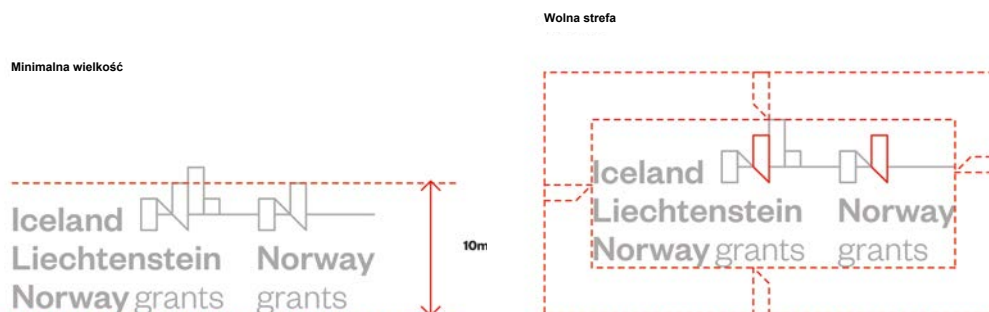 Wolna strefa
Minimalna wielkość
Iceland
Liechtenstein
Norway grants
Norway
grants
10m
Iceland
Liechtenstein
Norway grants
Norway
grants